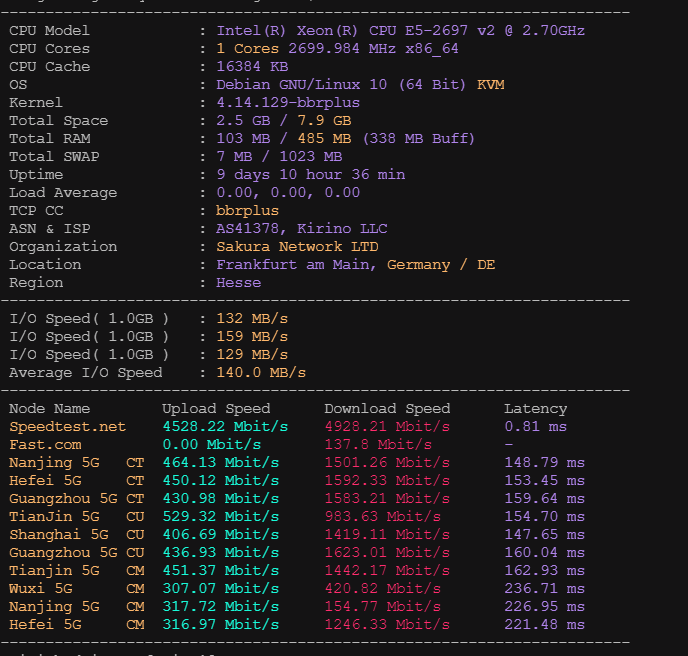 ----------------------------------------------------------------------
CPU Model : Intel(R) Xeon(R) CPU E5-2697 v2 @ 2.70GHz
CPU Cores : 1 Cores 2699.984 MHz x86_64
CPU Cache : 16384 KB
OS : Debian GNU/Linux 10 (64 Bit) KVM
Kernel : 4.14.129-bbrplus
Total Space : 2.5 GB / 7.9 GB
Total RAM : 103 MB / 485 MB (338 MB Buff)
Total SWAP : 7 MB / 1023 MB
Uptime : 9 days 10 hour 36 min
Load Average : 0.00, 0.00, 0.00
TCP CC : bbrplus
ASN & ISP : AS41378, Kirino LLC
Organization : Sakura Network LTD
Location : Frankfurt am Main, Germany / DE
Region : Hesse
----------------------------------------------------------------------
I/O Speed( 1.0GB ) : 132 MB/s
I/O Speed( 1.0GB ) : 159 MB/s
I/O Speed( 1.0GB ) : 129 MB/s
Average I/O Speed : 140.0 MB/s
----------------------------------------------------------------------
Node Name Upload Speed Download Speed Latency
Speedtest.net 4528.22 Mbit/s 4928.21 Mbit/s 0.81 ms
Fast.com 0.00 Mbit/s 137.8 Mbit/s -
Nanjing 5G CT 464.13 Mbit/s 1501.26 Mbit/s 148.79 ms
Hefei 5G CT 450.12 Mbit/s 1592.33 Mbit/s 153.45 ms
Guangzhou 5G CT 430.98 Mbit/s 1583.21 Mbit/s 159.64 ms
TianJin 5G CU 529.32 Mbit/s 983.63 Mbit/s 154.70 ms
Shanghai 5G CU 406.69 Mbit/s 1419.11 Mbit/s 147.65 ms
Guangzhou 5G CU 436.93 Mbit/s 1623.01 Mbit/s 160.04 ms
Tianjin 5G CM 451.37 Mbit/s 1442.17 Mbit/s 162.93 ms
Wuxi 5G CM 307.07 Mbit/s 420.82 Mbit/s 236.71 ms
Nanjing 5G CM 317.72 Mbit/s 154.77 Mbit/s 226.95 ms
Hefei 5G CM 316.97 Mbit/s 1246.33 Mbit/s 221.48 ms
----------------------------------------------------------------------